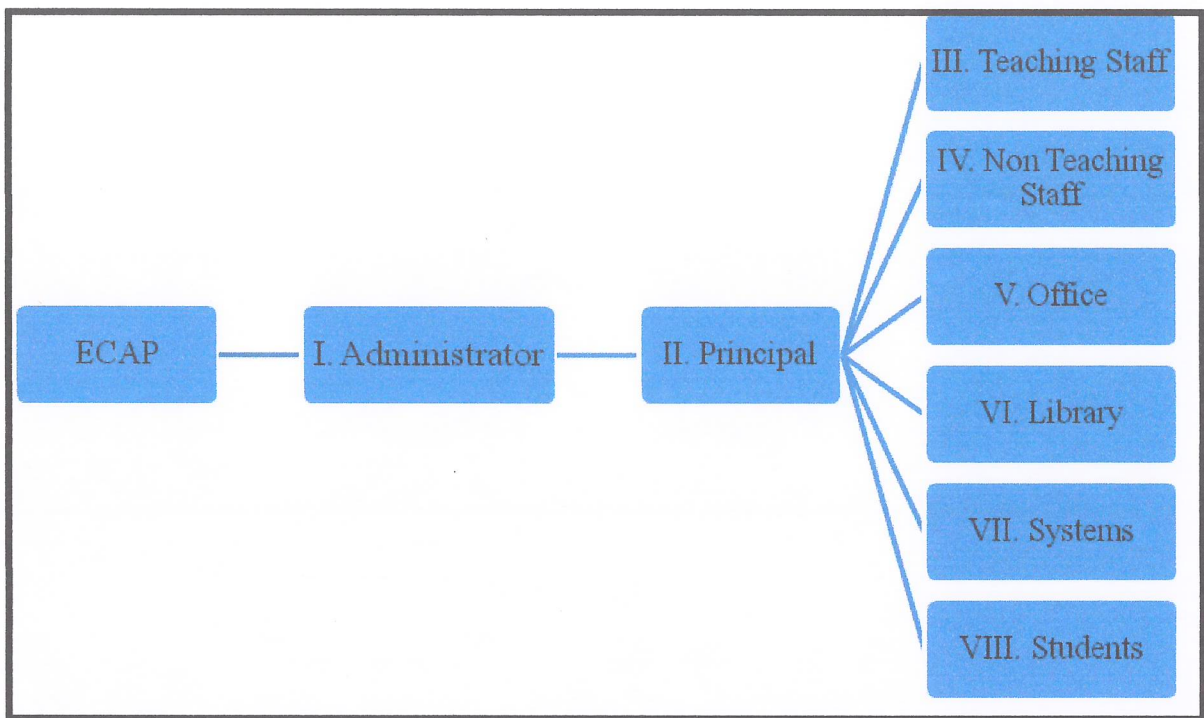 ECAP
I. Administrator
II. Principal
III. Teaching Staff
IV. Non Teaching
Staff
V. Office
VI. Library
VII. Systems
VIII. Students